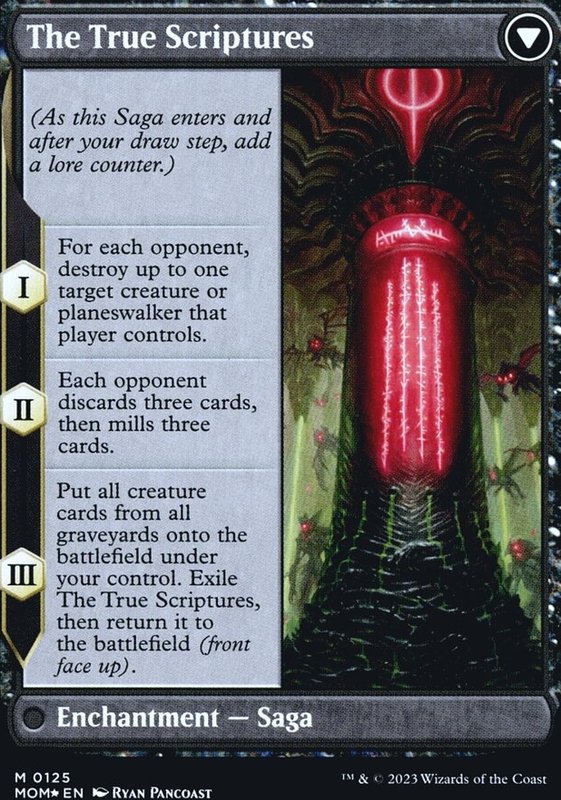 The True Scriptures
(As this Saga enters and
after your draw step, add
a lore counter.)
I
For each opponent,
destroy up to one
target creature or
planeswalker that
player controls.
II
Each opponent
discards three cards,
then mills three
cards.
III
Put all creature
cards from all
graveyards onto the
battlefield under
your control. Exile
The True Scriptures,
then return it to
the battlefield (front
face up).
Enchantment — Saga
M 0125
MOM★EN RYAN PANCOAST
™ & © 2023 Wizards of the Coast